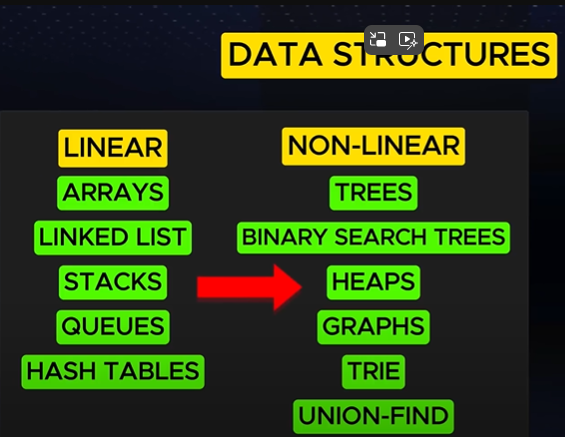 DATA STRUCTURES
LINEAR
ARRAYS
LINKED LIST
STACKS
QUEUES
HASH TABLES
NON-LINEAR
TREES
BINARY SEARCH TREES
HEAPS
GRAPHS
TRIE
UNION-FIND